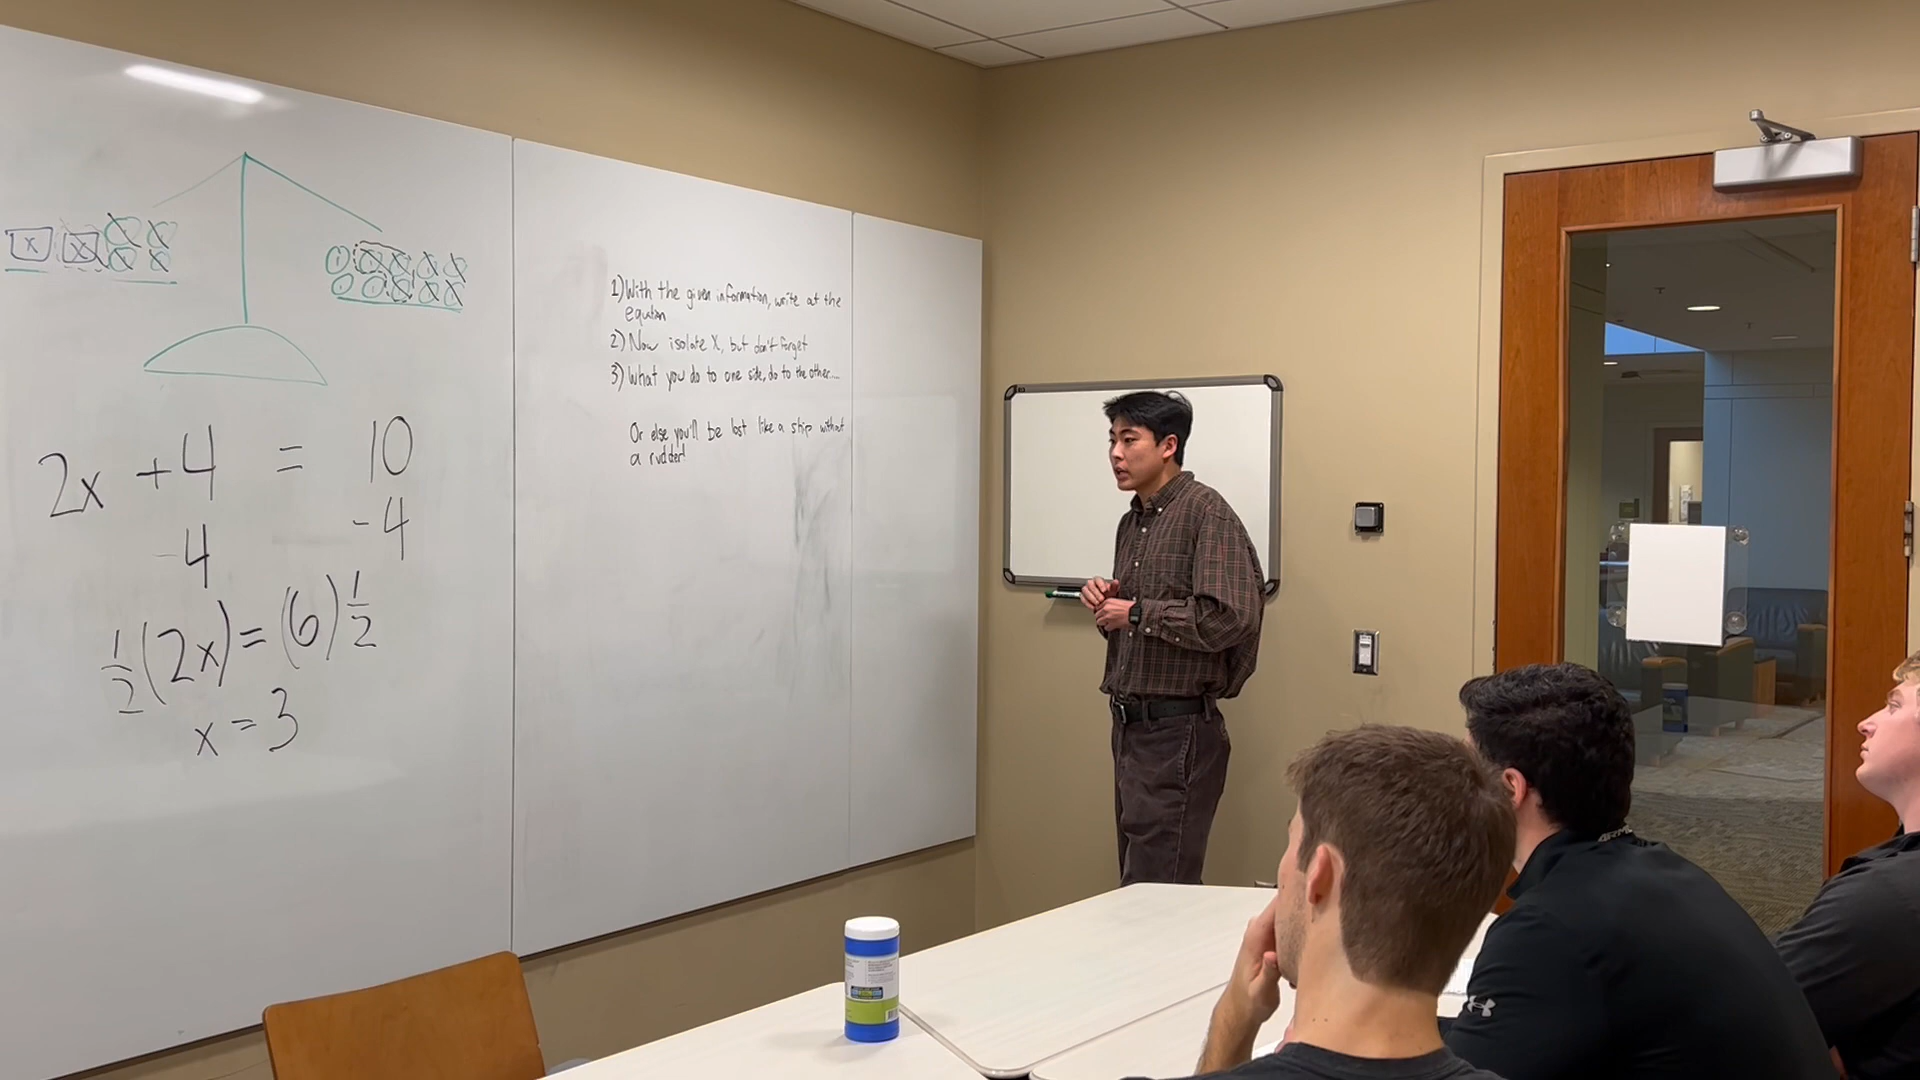 x x
1)With the given information, write out the
equation
2) Now isolate X, but don't forget
3) What you do to one side, do to the other....
Or else you'll be lost like a ship without
a rudder!
2x + 4 = 10
-4 -4
1/2 (2x) = (6) 1/2
x = 3